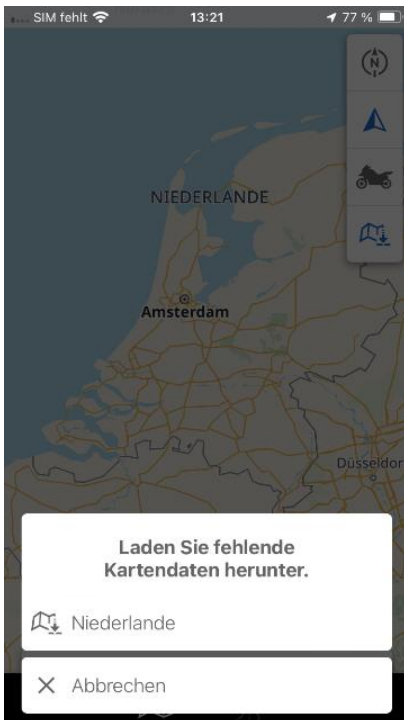 SIM fehlt 13:21 77 %
N
NIEDERLANDE
Amsterdam
Düsseldor
Laden Sie fehlende
Kartendaten herunter.
Niederlande
Abbrechen